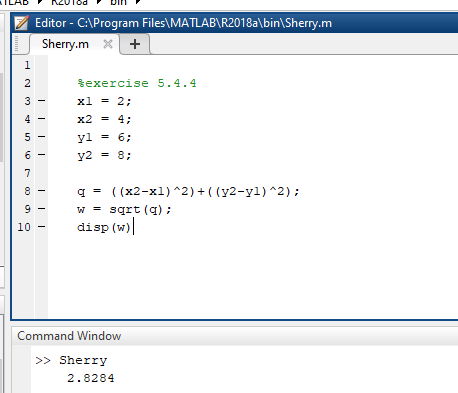 MATLAB ▶ R2018a ▶ bin ▶
Editor - C:\Program Files\MATLAB\R2018a\bin\Sherry.m
Sherry.m × +
1
2 %exercise 5.4.4
3 – x1 = 2;
4 – x2 = 4;
5 – y1 = 6;
6 – y2 = 8;
7
8 – q = ((x2-x1)^2)+((y2-y1)^2);
9 – w = sqrt(q);
10 – disp(w)
Command Window
>> Sherry
2.8284